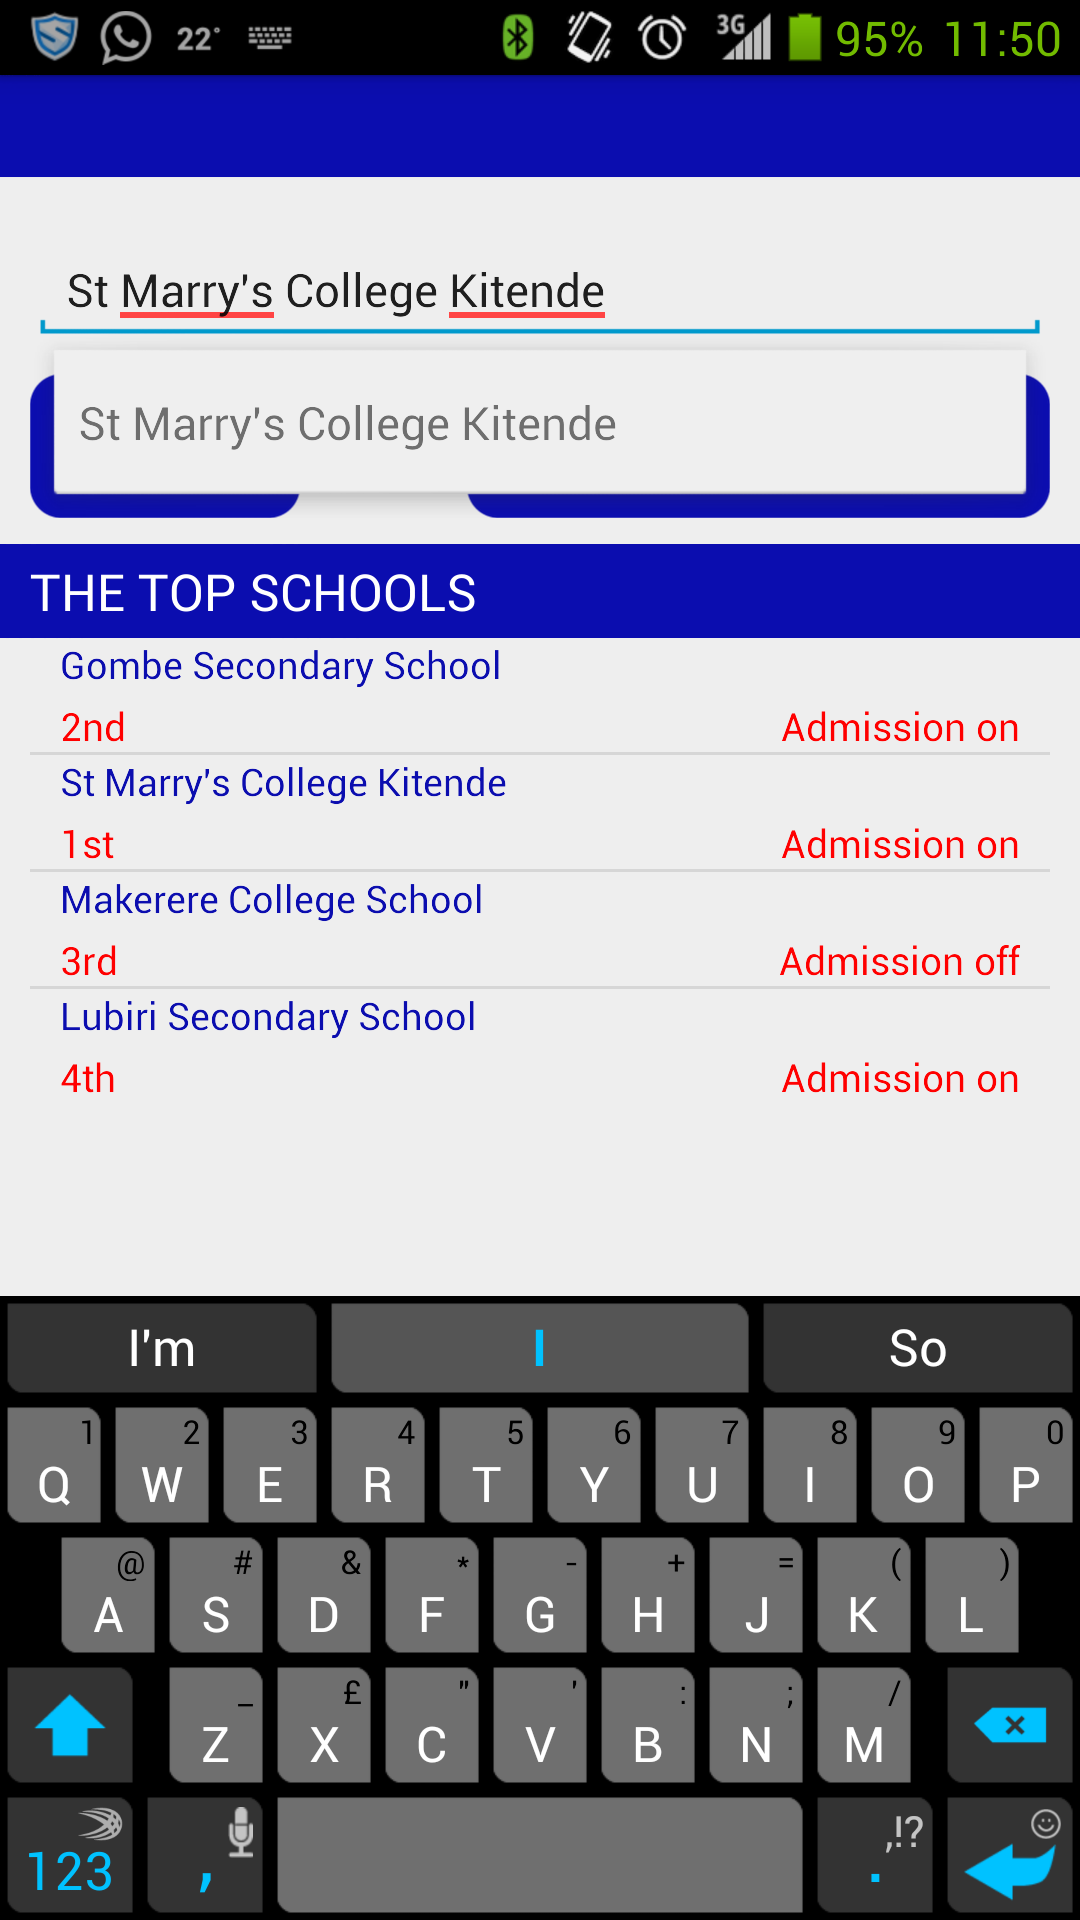 22° 3G 95% 11:50
St Marry's College Kitende
St Marry's College Kitende
THE TOP SCHOOLS
Gombe Secondary School
2nd Admission on
St Marry's College Kitende
1st Admission on
Makerere College School
3rd Admission off
Lubiri Secondary School
4th Admission on
I'm I So
1 2 3 4 5 6 7 8 9 0
Q W E R T Y U I O P
@ # & * - + = ( )
A S D F G H J K L
_ £ " ' : ; /
Z X C V B N M
,!?
123 , .